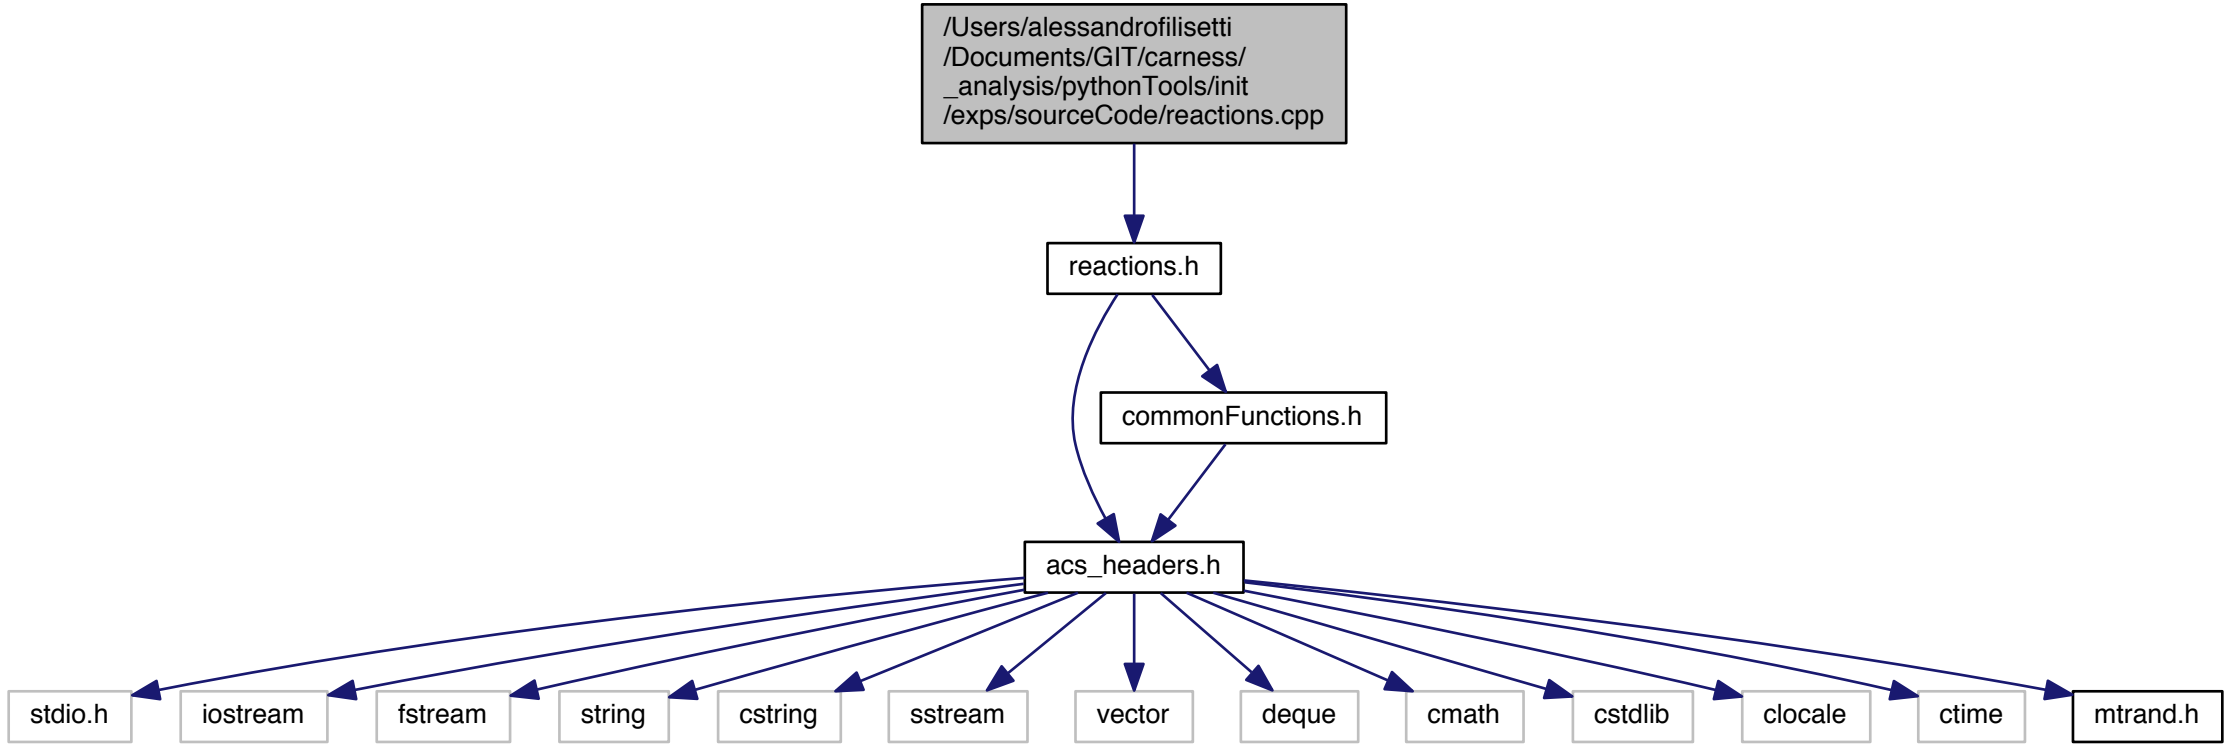 /Users/alessandrofilisetti
/Documents/GIT/carness/
_analysis/pythonTools/init
/exps/sourceCode/reactions.cpp
reactions.h
commonFunctions.h
acs_headers.h
stdio.h
iostream
fstream
string
cstring
sstream
vector
deque
cmath
cstdlib
clocale
ctime
mtrand.h